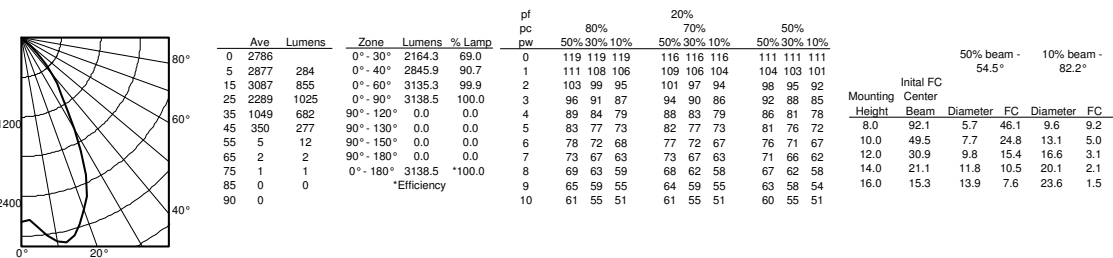 1200
2400
80°
60°
40°
0° 20°
Ave Lumens
0 2786
5 2877 284
15 3087 855
25 2289 1025
35 1049 682
45 350 277
55 5 12
65 2 2
75 1 1
85 0 0
90 0
Zone Lumens % Lamp
0° - 30° 2164.3 69.0
0° - 40° 2845.9 90.7
0° - 60° 3135.3 99.9
0° - 90° 3138.5 100.0
90° - 120° 0.0 0.0
90° - 130° 0.0 0.0
90° - 150° 0.0 0.0
90° - 180° 0.0 0.0
0° - 180° 3138.5 *100.0
*Efficiency
pf 20%
pc 80% 70% 50%
pw 50% 30% 10% 50% 30% 10% 50% 30% 10%
0 119 119 119 116 116 116 111 111 111
1 111 108 106 109 106 104 104 103 101
2 103 99 95 101 97 94 98 95 92
3 96 91 87 94 90 86 92 88 85
4 89 84 79 88 83 79 86 81 78
5 83 77 73 82 77 73 81 76 72
6 78 72 68 77 72 67 76 71 67
7 73 67 63 73 67 63 71 66 62
8 69 63 59 68 62 58 67 62 58
9 65 59 55 64 59 55 63 58 54
10 61 55 51 61 55 51 60 55 51
50% beam - 10% beam -
54.5° 82.2°
Inital FC
Mounting Center
Height Beam Diameter FC Diameter FC
8.0 92.1 5.7 46.1 9.6 9.2
10.0 49.5 7.7 24.8 13.1 5.0
12.0 30.9 9.8 15.4 16.6 3.1
14.0 21.1 11.8 10.5 20.1 2.1
16.0 15.3 13.9 7.6 23.6 1.5